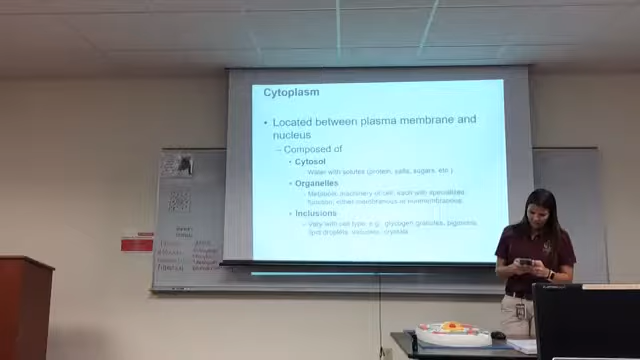 Cytoplasm
• Located between plasma membrane and
nucleus
– Composed of
• Cytosol
– Water with solutes (protein, salts, sugars, etc.)
• Organelles
– Metabolic machinery of cell, each with specialized
function; either membranous or nonmembranous
• Inclusions
– Vary with cell type; e.g., glycogen granules, pigments,
lipid droplets, vacuoles, crystals